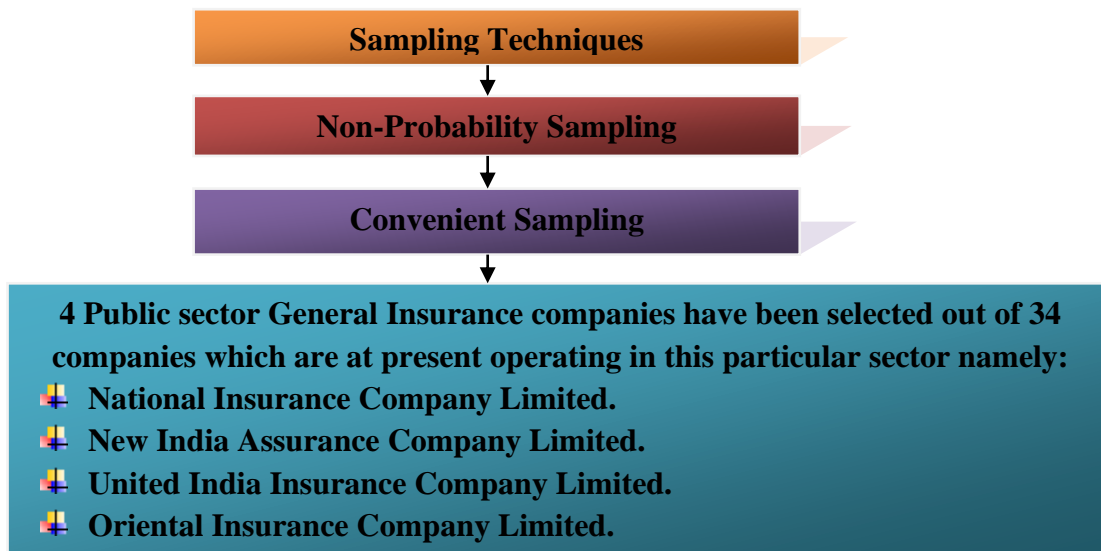 Sampling Techniques
Non-Probability Sampling
Convenient Sampling
4 Public sector General Insurance companies have been selected out of 34
companies which are at present operating in this particular sector namely:
National Insurance Company Limited.
New India Assurance Company Limited.
United India Insurance Company Limited.
Oriental Insurance Company Limited.